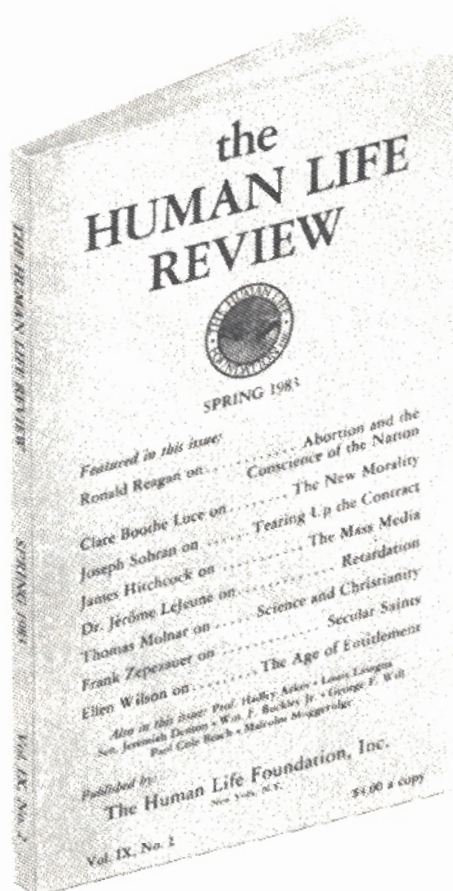 the
HUMAN LIFE
REVIEW
THE HUMAN LIFE
FOUNDATION
SPRING 1983
Featured in this issue:
Ronald Reagan on . . . . . . . . . . . Abortion and the
Conscience of the Nation
Clare Boothe Luce on . . . . . . . . The New Morality
Joseph Sobran on . . . . . . Tearing Up the Contract
James Hitchcock on . . . . . . . . . . . The Mass Media
Dr. Jérôme LeJeune on . . . . . . . . . . . . . Retardation
Thomas Molnar on . . . . . Science and Christianity
Frank Zepezauer on . . . . . . . . . . . . . Secular Saints
Ellen Wilson on . . . . . . . . . The Age of Entitlement
Also in this issue: Prof. Hadley Arkes • Louis Lasagna
Sen. Jeremiah Denton • Wm. F. Buckley Jr. • George F. Will
Paul Cole Beach • Malcolm Muggeridge
Published by:
The Human Life Foundation, Inc.
New York, N.Y.
Vol. IX, No. 2
$4.00 a copy
THE HUMAN LIFE REVIEW
SPRING 1983
Vol. IX, No. 2